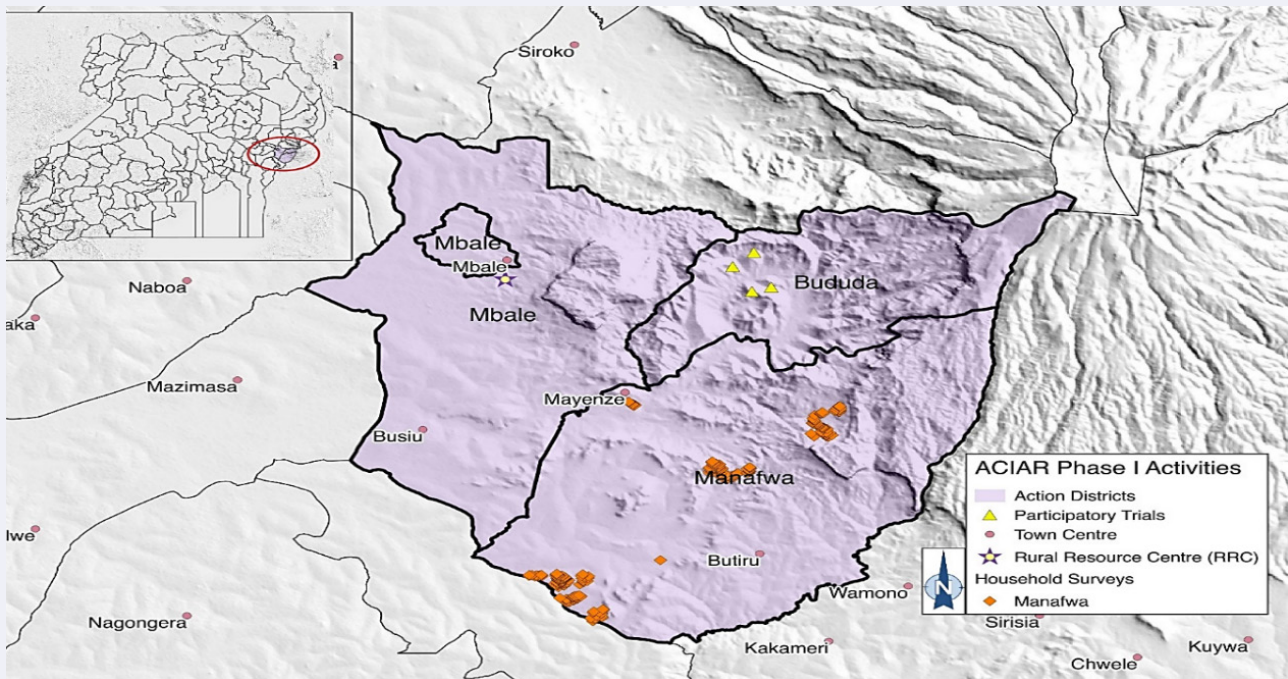 Siroko
Mbale
Mbale
Mbale
Bududa
Naboa
aka
Mazimasa
Mayenze
Busiu
Manafwa
Butiru
lwe
Nagongera
Wamono
Kakameri
Sirisia
Kuywa
Chwele
ACIAR Phase I Activities
Action Districts
Participatory Trials
Town Centre
Rural Resource Centre (RRC)
Household Surveys
Manafwa
N